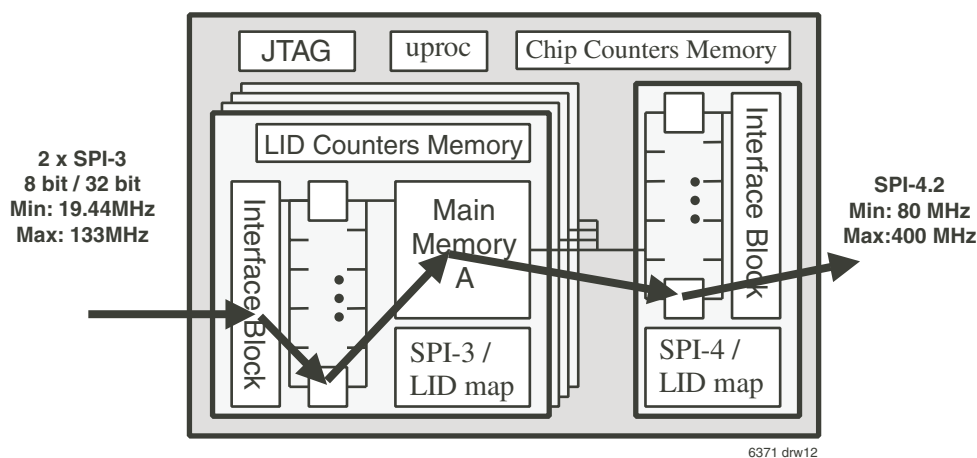 JTAG
uproc
Chip Counters Memory
LID Counters Memory
2 x SPI-3
8 bit / 32 bit
Min: 19.44MHz
Max: 133MHz
Interface Block
Main
Memory
A
SPI-3 /
LID map
Interface Block
SPI-4 /
LID map
SPI-4.2
Min: 80 MHz
Max:400 MHz
6371 drw12